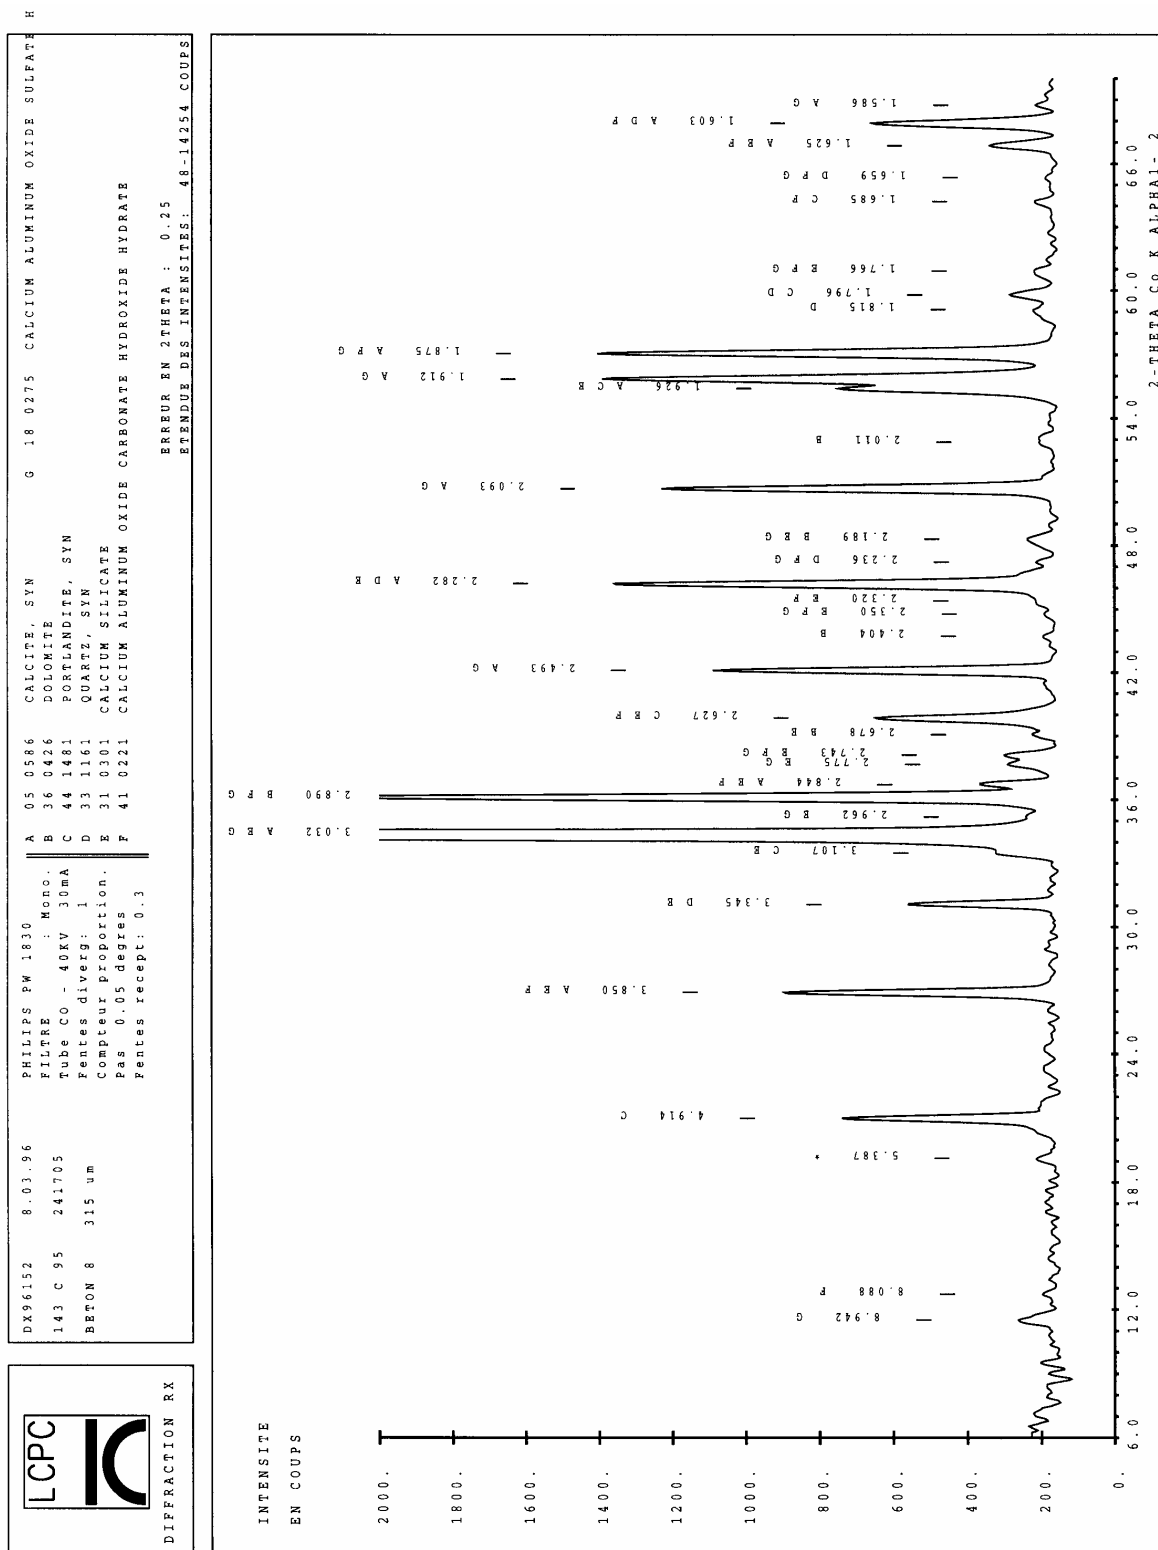 LCPC
DIFFRACTION RX
DX96152 8.03.96
143 C 95 241705
BETON 8 315 um
PHILIPS PW 1830
FILTRE : Mono.
Tube CO - 40KV 30mA
Fentes diverg: 1
Compteur proportion.
Pas 0.05 degres
Fentes recept: 0.3
A 05 0586 CALCITE, SYN
B 36 0426 DOLOMITE
C 44 1481 PORTLANDITE, SYN
D 33 1161 QUARTZ, SYN
E 31 0301 CALCIUM SILICATE
F 41 0221 CALCIUM ALUMINUM OXIDE CARBONATE HYDROXIDE HYDRATE
G 18 0275 CALCIUM ALUMINUM OXIDE SULFATE H
ERREUR EN 2THETA : 0.25
ETENDUE DES INTENSITES: 48-14254 COUPS
INTENSITE
EN COUPS
2000.
1800.
1600.
1400.
1200.
1000.
800.
600.
400.
200.
0.
8.942 G
8.088 F
5.387 *
4.914 C
3.850 A E F
3.345 D E
3.107 C E
3.032 A E G
2.962 E G
2.890 B F G
2.844 A E F
2.775 E G
2.743 E F G
2.678 B E
2.627 C E F
2.493 A G
2.404 B
2.350 E F G
2.320 E F
2.282 A D E
2.236 D F G
2.189 B E G
2.093 A G
2.011 B
1.926 A C E
1.912 A G
1.875 A F G
1.815 D
1.796 C D
1.766 E F G
1.685 C F
1.659 D F G
1.625 A E F
1.603 A D F
1.586 A G
6.0 12.0 18.0 24.0 30.0 36.0 42.0 48.0 54.0 60.0 66.0
2-THETA Co K ALPHA1- 2